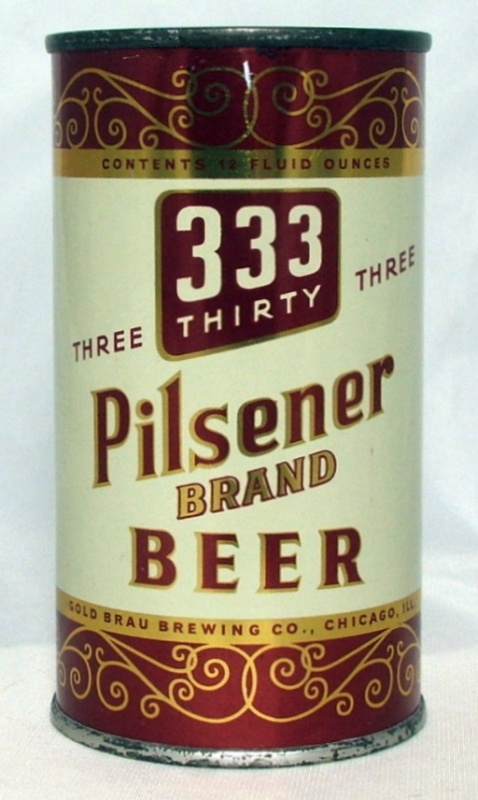 CONTENTS 12 FLUID OUNCES
333
THREE THIRTY THREE
Pilsener
BRAND
BEER
GOLD BRAU BREWING CO., CHICAGO, ILL.